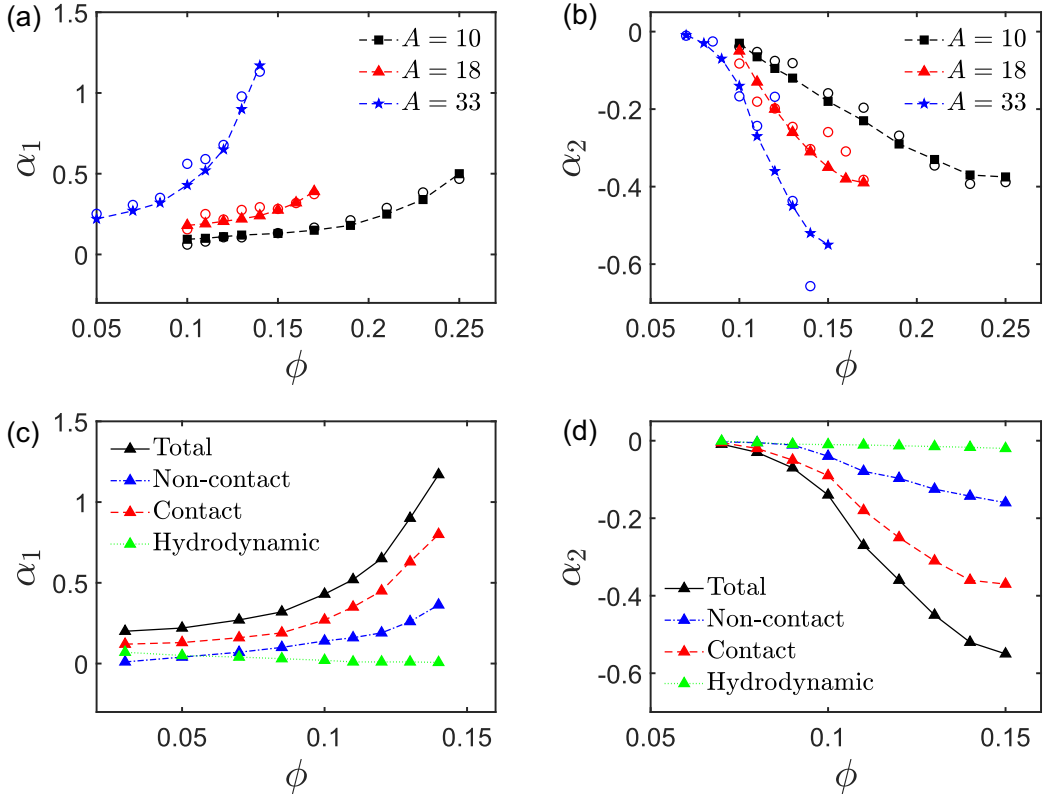 (a)
1.5
1
0.5
0
0.05
0.1
0.15
0.2
0.25
α₁
ϕ
A = 10
A = 18
A = 33
(b)
0
-0.2
-0.4
-0.6
0.05
0.1
0.15
0.2
0.25
α₂
ϕ
A = 10
A = 18
A = 33
(c)
1.5
1
0.5
0
0.05
0.1
0.15
α₁
ϕ
Total
Non-contact
Contact
Hydrodynamic
(d)
0
-0.2
-0.4
-0.6
0.05
0.1
0.15
α₂
ϕ
Total
Non-contact
Contact
Hydrodynamic